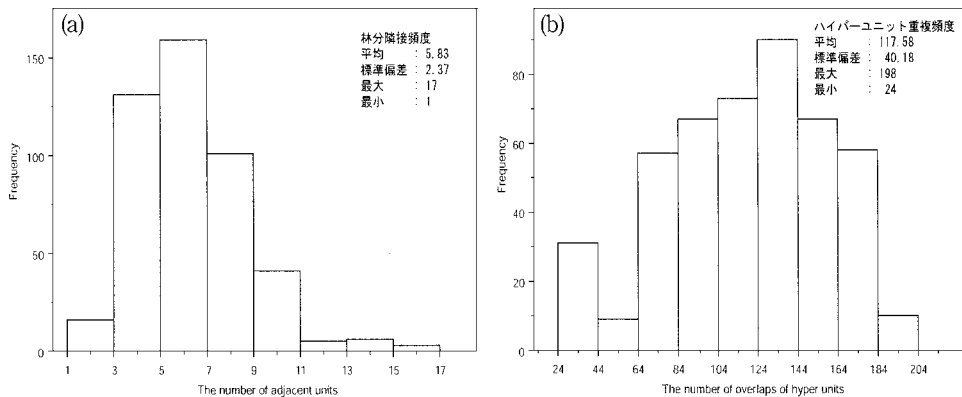 (a)
林分隣接頻度
平均 : 5.83
標準偏差 : 2.37
最大 : 17
最小 : 1
150
100
50
0
Frequency
1 3 5 7 9 11 13 15 17
The number of adjacent units
(b)
ハイパーユニット重複頻度
平均 : 117.58
標準偏差 : 40.18
最大 : 198
最小 : 24
80
60
40
20
0
Frequency
24 44 64 84 104 124 144 164 184 204
The number of overlaps of hyper units